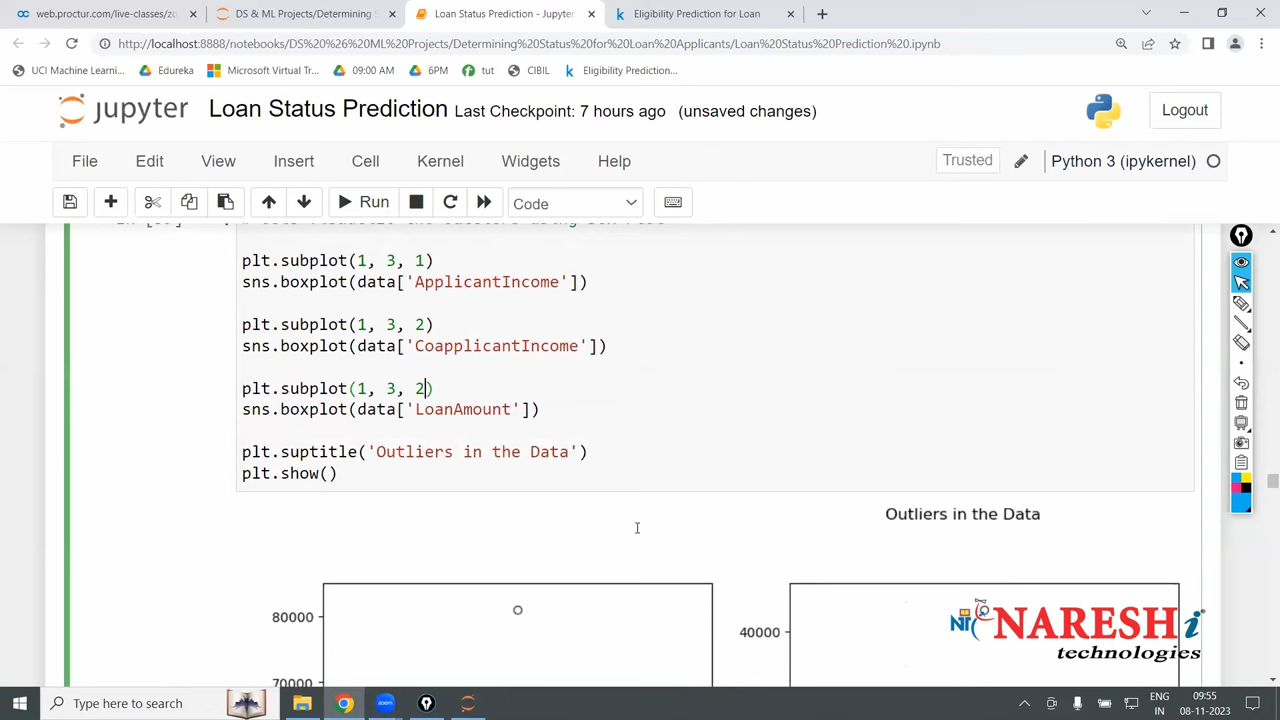 web.proctur.com/live-classes/zo
DS & ML Projects/Determining S
Loan Status Prediction - Jupyter
Eligibility Prediction for Loan
http://localhost:8888/notebooks/DS%20%26%20ML%20Projects/Determining%20Status%20for%20Loan%20Applicants/Loan%20Status%20Prediction%20.ipynb
UCI Machine Learni...
Edureka
Microsoft Virtual Tr...
09:00 AM
6PM
tut
CIBIL
Eligibility Prediction...
jupyter
Loan Status Prediction Last Checkpoint: 7 hours ago (unsaved changes)
Logout
File Edit View Insert Cell Kernel Widgets Help
Trusted
Python 3 (ipykernel)
Run
Code
plt.subplot(1, 3, 1)
sns.boxplot(data['ApplicantIncome'])
plt.subplot(1, 3, 2)
sns.boxplot(data['CoapplicantIncome'])
plt.subplot(1, 3, 2)
sns.boxplot(data['LoanAmount'])
plt.suptitle('Outliers in the Data')
plt.show()
Outliers in the Data
80000
40000
70000
NARESH i
technologies
Type here to search
ENG
IN
09:55
08-11-2023